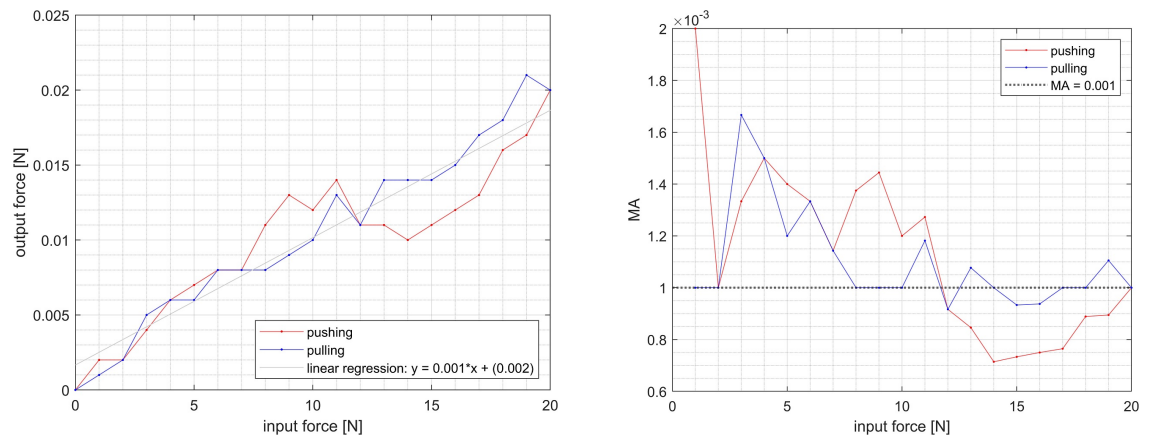 0.025
0.02
0.015
0.01
0.005
0
0 5 10 15 20
output force [N]
input force [N]
pushing
pulling
linear regression: y = 0.001*x + (0.002)
×10⁻³
2
1.8
1.6
1.4
1.2
1
0.8
0.6
0 5 10 15 20
MA
input force [N]
pushing
pulling
MA = 0.001